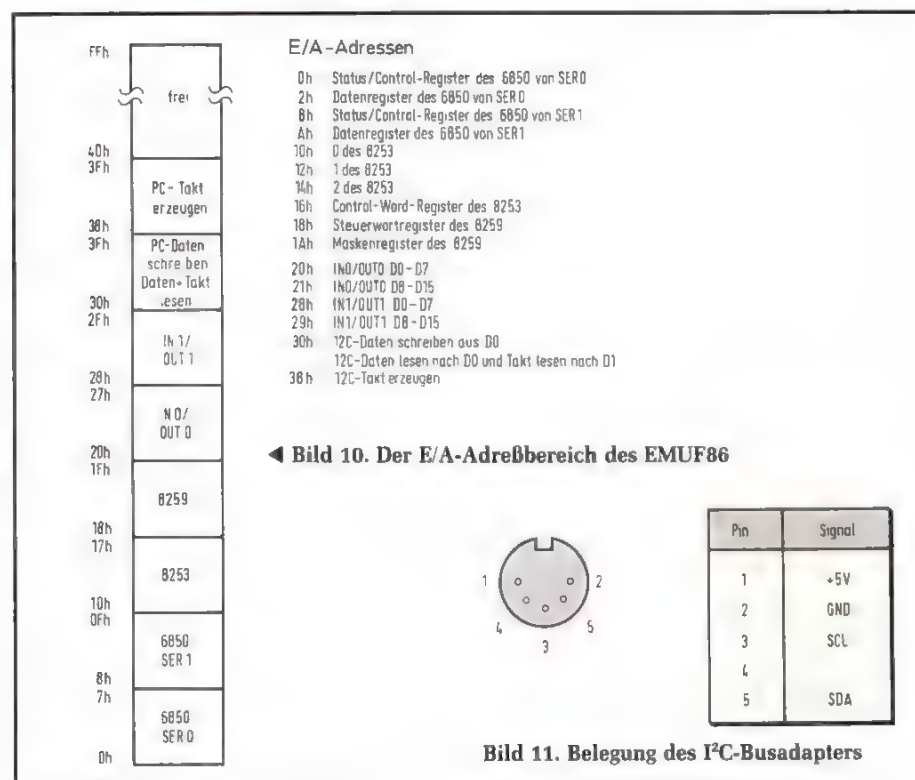 E/A-Adressen
FFh
frei
40h
3Fh
PC-Takt
erzeugen
38h
3Fh
PC-Daten
schreiben
Daten+Takt
lesen
30h
2Fh
IN 1/
OUT 1
28h
27h
N 0/
OUT 0
20h
1Fh
8259
18h
17h
8253
10h
0Fh
6850
SER 1
8h
7h
6850
SER 0
0h
0h Status/Control-Register des 6850 von SER0
2h Datenregister des 6850 von SER0
8h Status/Control-Register des 6850 von SER1
Ah Datenregister des 6850 von SER1
10h 0 des 8253
12h 1 des 8253
14h 2 des 8253
16h Control-Word-Register des 8253
18h Steuerwortregister des 8259
1Ah Maskenregister des 8259
20h IN0/OUT0 D0-D7
21h IN0/OUT0 D8-D15
28h IN1/OUT1 D0-D7
29h IN1/OUT1 D8-D15
30h I2C-Daten schreiben aus D0
I2C-Daten lesen nach D0 und Takt lesen nach D1
38h I2C-Takt erzeugen
◀ Bild 10. Der E/A-Adreßbereich des EMUF86
1 2
4 5
3
Pin Signal
1 +5V
2 GND
3 SCL
4
5 SDA
Bild 11. Belegung des I²C-Busadapters